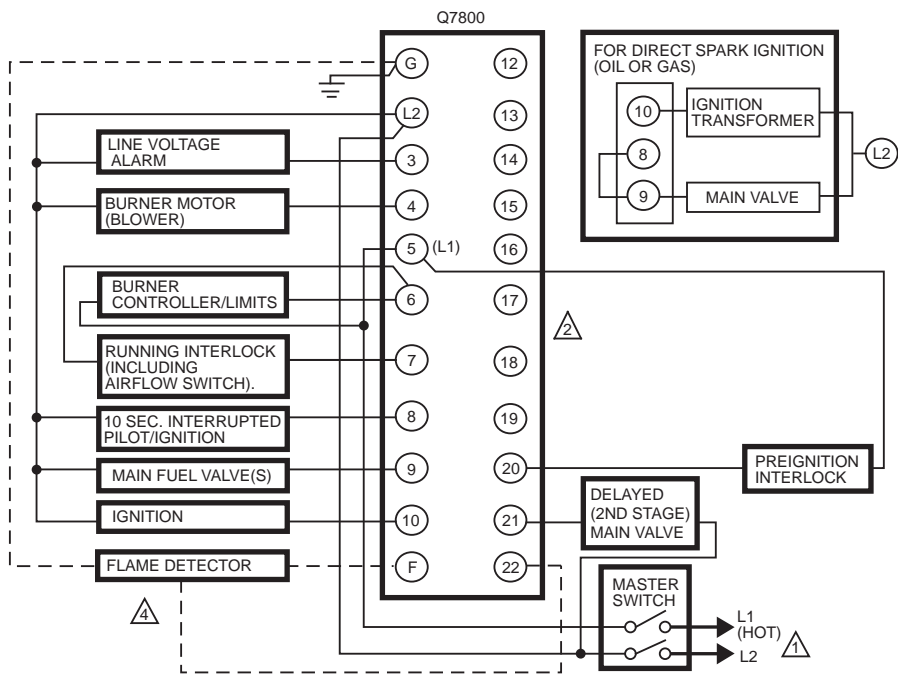 Q7800
G
L2
3
4
5
(L1)
6
7
8
9
10
F
12
13
14
15
16
17
18
19
20
21
22
LINE VOLTAGE
ALARM
BURNER MOTOR
(BLOWER)
BURNER
CONTROLLER/LIMITS
RUNNING INTERLOCK
(INCLUDING
AIRFLOW SWITCH).
10 SEC. INTERRUPTED
PILOT/IGNITION
MAIN FUEL VALVE(S)
IGNITION
FLAME DETECTOR
4
2
FOR DIRECT SPARK IGNITION
(OIL OR GAS)
10
8
9
IGNITION
TRANSFORMER
MAIN VALVE
L2
PREIGNITION
INTERLOCK
DELAYED
(2ND STAGE)
MAIN VALVE
MASTER
SWITCH
L1
(HOT)
L2
1